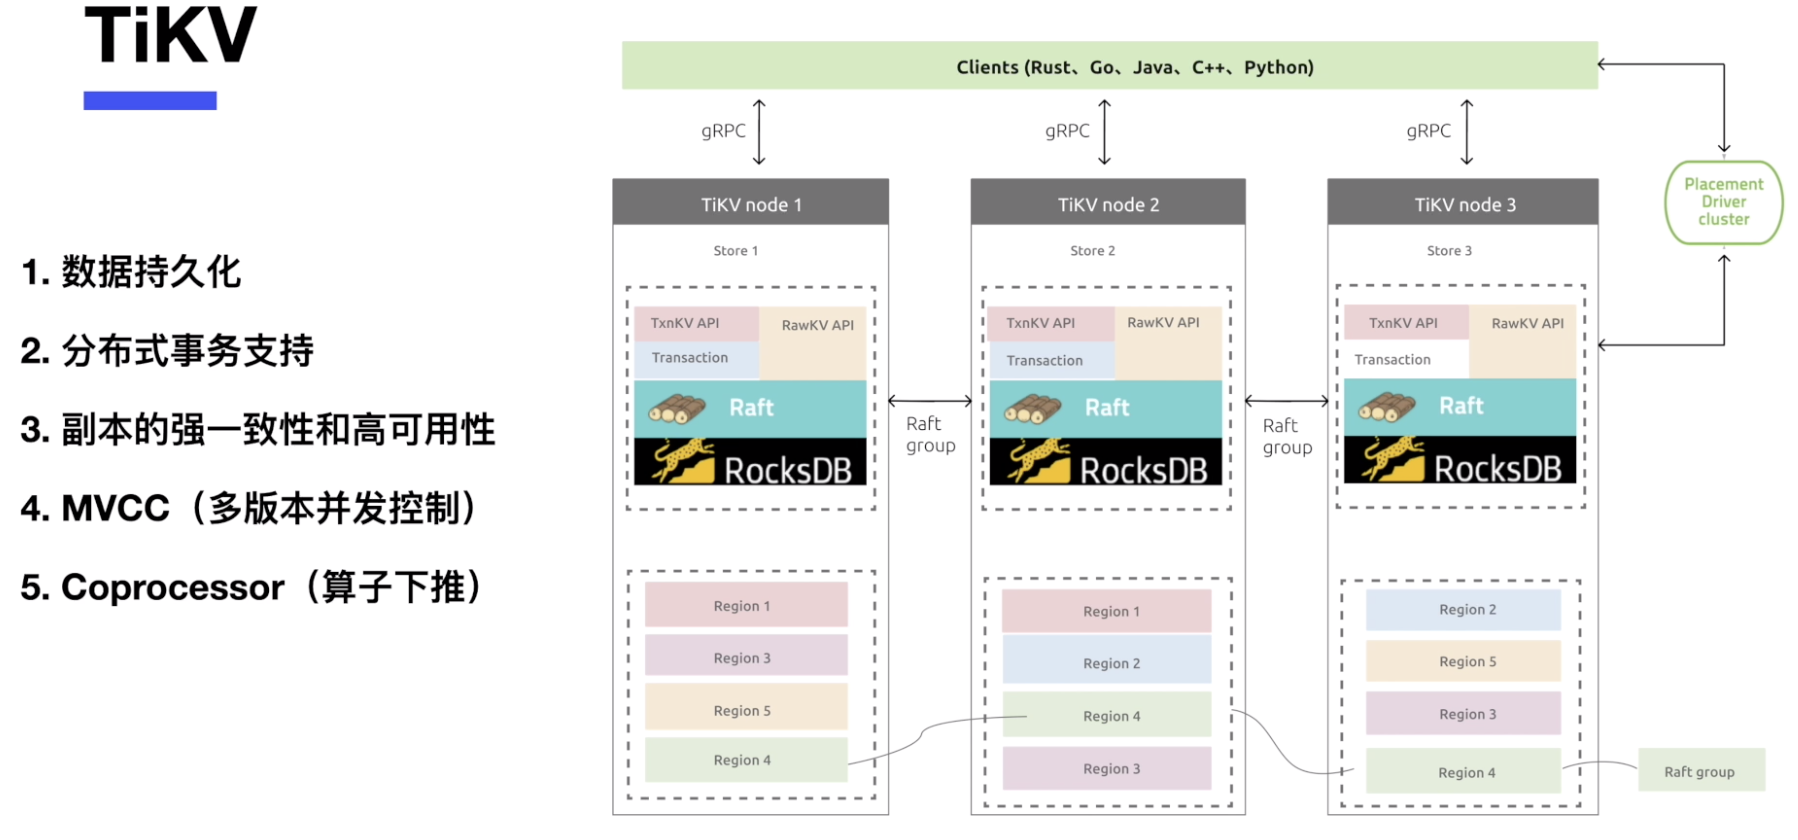 TiKV
1. 数据持久化
2. 分布式事务支持
3. 副本的强一致性和高可用性
4. MVCC（多版本并发控制）
5. Coprocessor（算子下推）
Clients (Rust、Go、Java、C++、Python)
gRPC
gRPC
gRPC
Placement
Driver
cluster
TiKV node 1
Store 1
TxnKV API
RawKV API
Transaction
Raft
RocksDB
Region 1
Region 3
Region 5
Region 4
Raft
group
TiKV node 2
Store 2
TxnKV API
RawKV API
Transaction
Raft
RocksDB
Region 1
Region 2
Region 4
Region 3
Raft
group
TiKV node 3
Store 3
TxnKV API
RawKV API
Transaction
Raft
RocksDB
Region 2
Region 5
Region 3
Region 4
Raft group